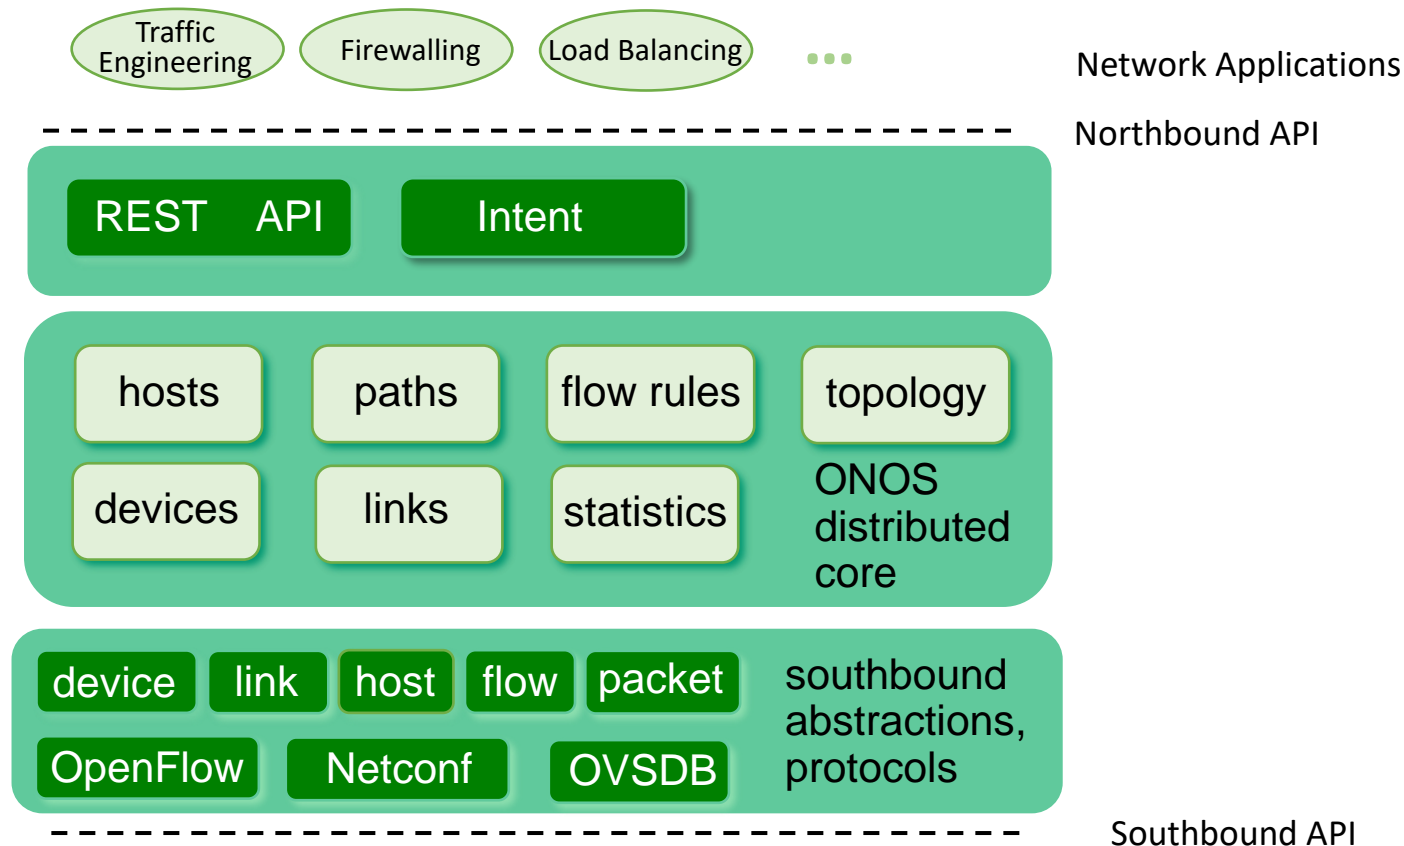 Traffic
Engineering
Firewalling
Load Balancing
...
Network Applications
Northbound API
REST API
Intent
hosts
paths
flow rules
topology
devices
links
statistics
ONOS
distributed
core
device
link
host
flow
packet
southbound
abstractions,
protocols
OpenFlow
Netconf
OVSDB
Southbound API